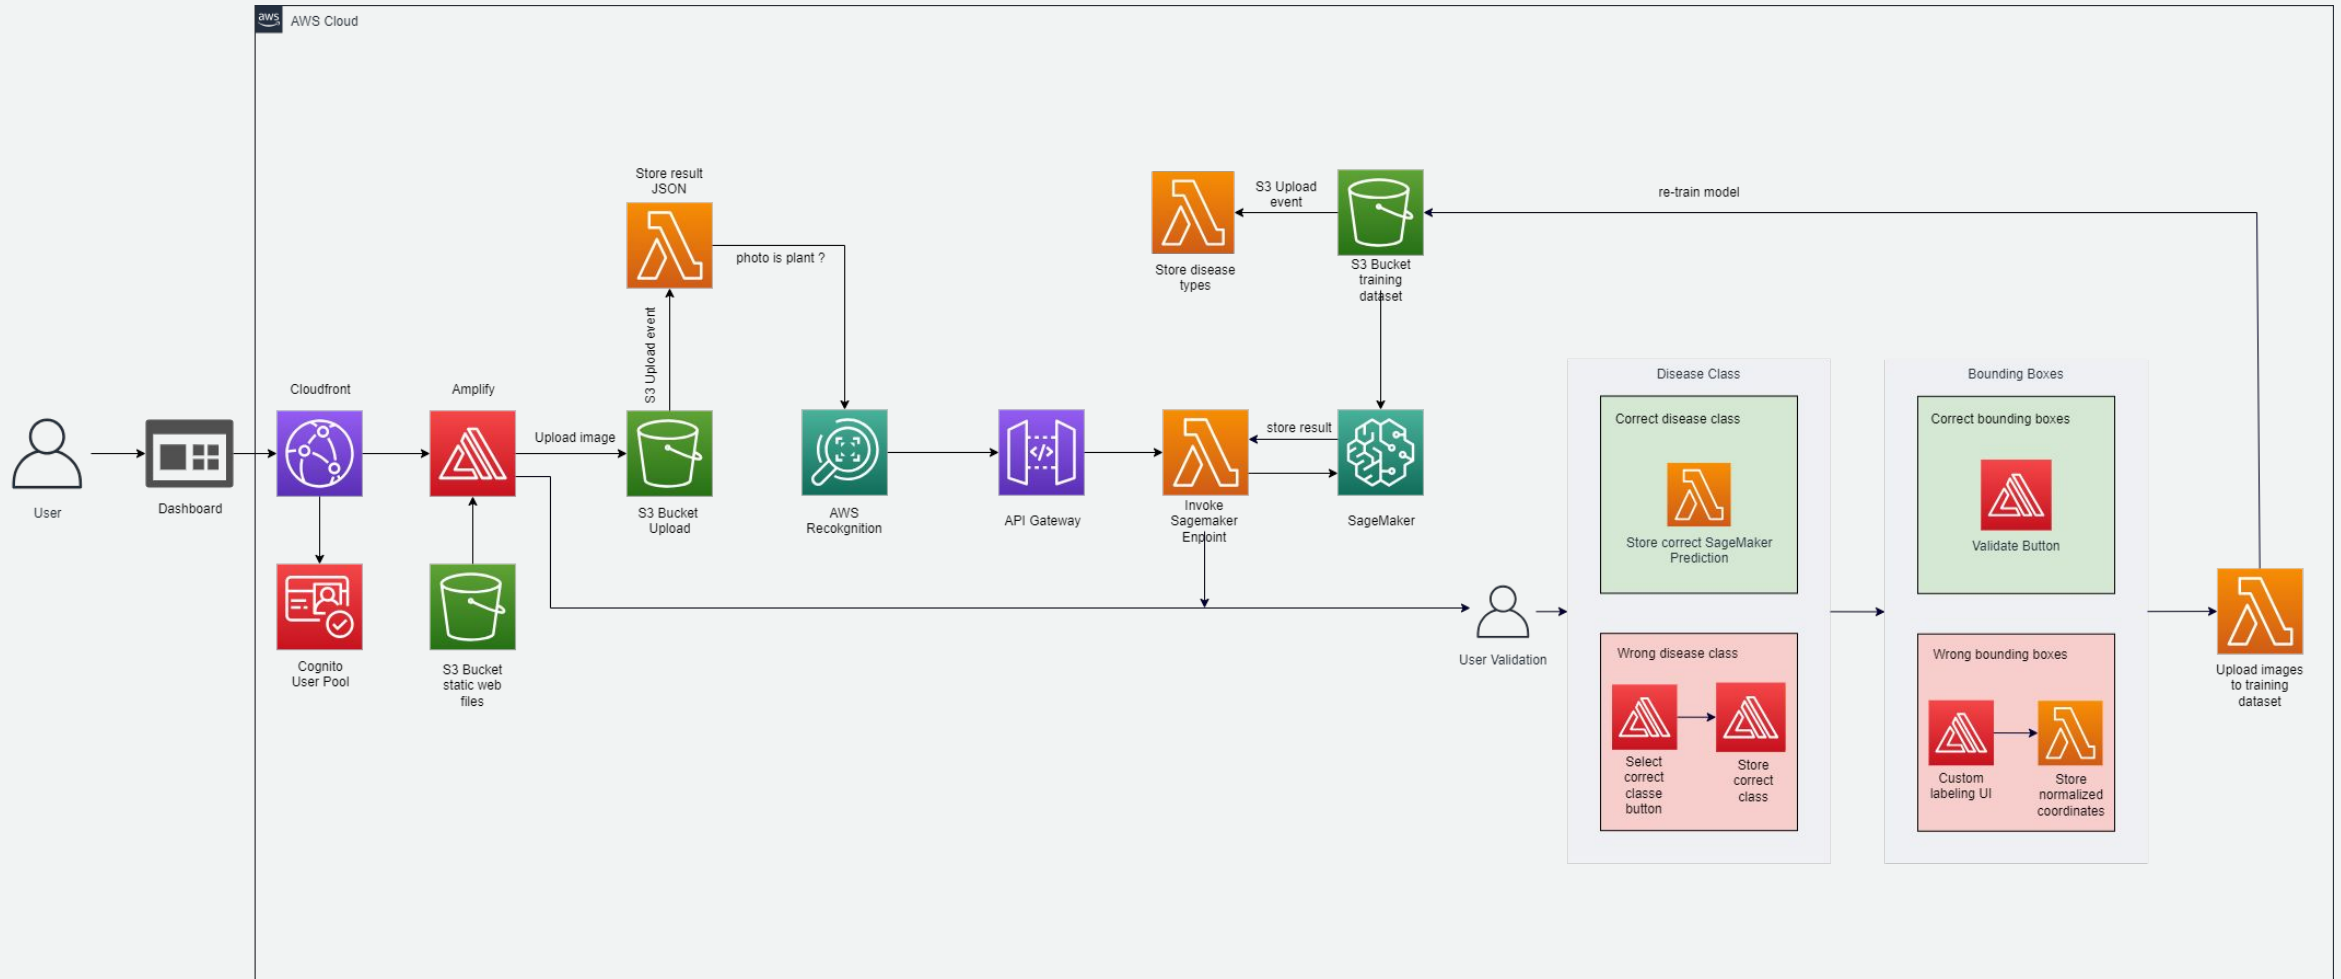 aws
AWS Cloud
Store result
JSON
photo is plant ?
S3 Upload event
S3 Upload
event
re-train model
Store disease
types
S3 Bucket
training
dataset
Cloudfront
Amplify
Upload image
store result
User
Dashboard
S3 Bucket
Upload
AWS
Recokgnition
API Gateway
Invoke
Sagemaker
Enpoint
SageMaker
Cognito
User Pool
S3 Bucket
static web
files
User Validation
Disease Class
Correct disease class
Store correct SageMaker
Prediction
Wrong disease class
Select
correct
classe
button
Store
correct
class
Bounding Boxes
Correct bounding boxes
Validate Button
Wrong bounding boxes
Custom
labeling UI
Store
normalized
coordinates
Upload images
to training
dataset